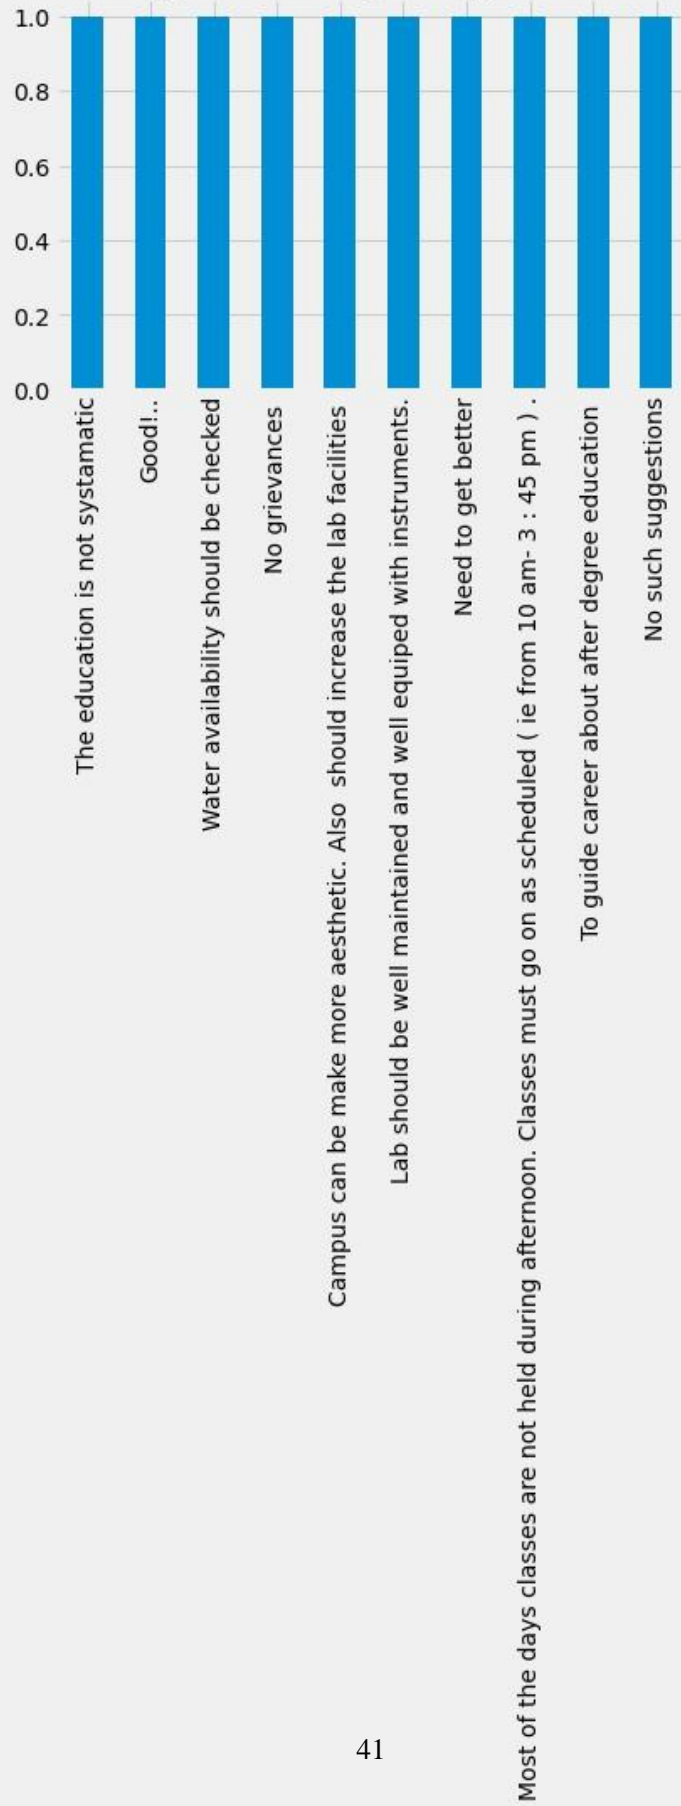 1.0
0.8
0.6
0.4
0.2
0.0
The education is not systamatic
Good!..
Water availability should be checked
No grievances
Campus can be make more aesthetic. Also  should increase the lab facilities
Lab should be well maintained and well equiped with instruments.
Need to get better
Most of the days classes are not held during afternoon. Classes must go on as scheduled ( ie from 10 am- 3 : 45 pm ) .
To guide career about after degree education
No such suggestions
41